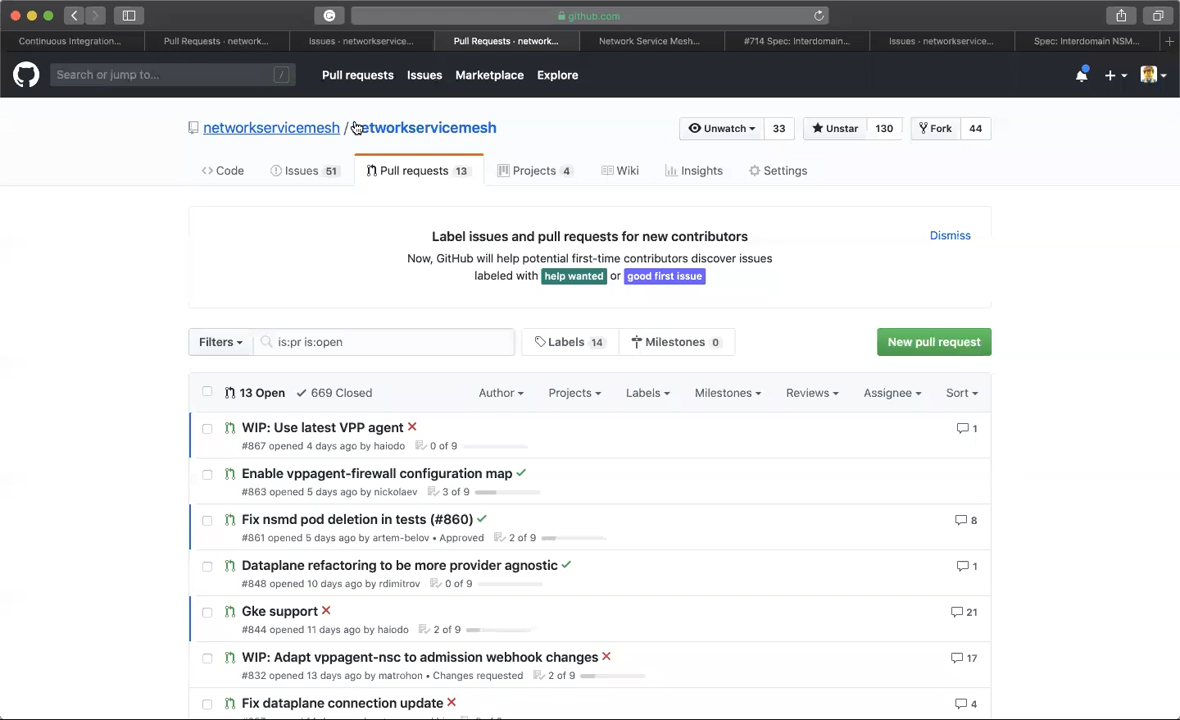 github.com
Continuous Integration...
Pull Requests · network...
Issues · networkservice...
Pull Requests · network...
Network Service Mesh...
#714 Spec: Interdomain...
Issues · networkservice...
Spec: Interdomain NSM...
Search or jump to...
/
Pull requests
Issues
Marketplace
Explore
networkservicemesh / networkservicemesh
Unwatch 33
Unstar 130
Fork 44
Code
Issues 51
Pull requests 13
Projects 4
Wiki
Insights
Settings
Label issues and pull requests for new contributors
Dismiss
Now, GitHub will help potential first-time contributors discover issues
labeled with help wanted or good first issue
Filters
is:pr is:open
Labels 14
Milestones 0
New pull request
13 Open
669 Closed
Author
Projects
Labels
Milestones
Reviews
Assignee
Sort
WIP: Use latest VPP agent
1
#867 opened 4 days ago by haiodo 0 of 9
Enable vppagent-firewall configuration map
#863 opened 5 days ago by nickolaev 3 of 9
Fix nsmd pod deletion in tests (#860)
8
#861 opened 5 days ago by artem-belov • Approved 2 of 9
Dataplane refactoring to be more provider agnostic
1
#848 opened 10 days ago by rdimitrov 0 of 9
Gke support
21
#844 opened 11 days ago by haiodo 2 of 9
WIP: Adapt vppagent-nsc to admission webhook changes
17
#832 opened 13 days ago by matrohon • Changes requested 2 of 9
Fix dataplane connection update
4